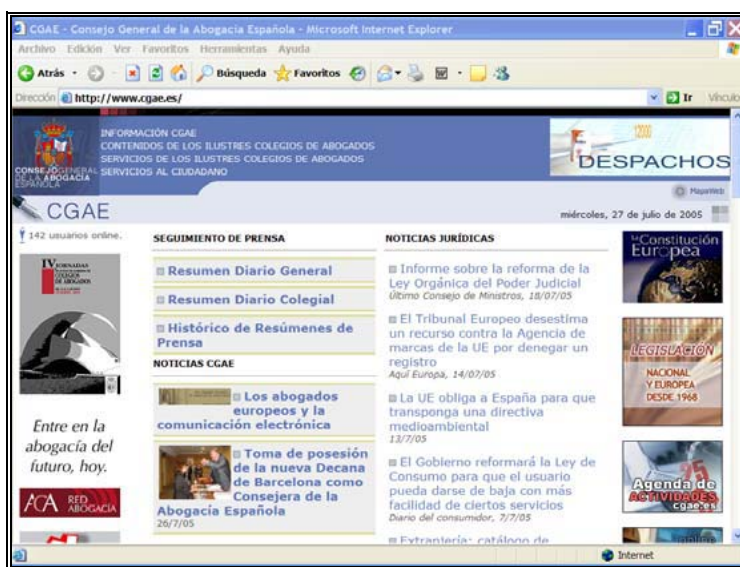 CGAE - Consejo General de la Abogacía Española - Microsoft Internet Explorer
Archivo Edición Ver Favoritos Herramientas Ayuda
Atrás Búsqueda Favoritos
Dirección http://www.cgae.es/ Ir Vínculos
INFORMACIÓN CGAE
CONTENIDOS DE LOS ILUSTRES COLEGIOS DE ABOGADOS
SERVICIOS DE LOS ILUSTRES COLEGIOS DE ABOGADOS
SERVICIOS AL CIUDADANO
CONSEJO GENERAL
DE LA ABOGACÍA
ESPAÑOLA
12000
DESPACHOS
MapaWeb
CGAE
miércoles, 27 de julio de 2005
142 usuarios online.
IV JORNADAS
COLEGIOS
DE ABOGADOS
Entre en la
abogacía del
futuro, hoy.
ACA RED
ABOGACÍA
SEGUIMIENTO DE PRENSA
Resumen Diario General
Resumen Diario Colegial
Histórico de Resúmenes de
Prensa
NOTICIAS CGAE
Los abogados
europeos y la
comunicación electrónica
Toma de posesión
de la nueva Decana
de Barcelona como
Consejera de la
Abogacía Española
26/7/05
NOTICIAS JURÍDICAS
Informe sobre la reforma de la
Ley Orgánica del Poder Judicial
Último Consejo de Ministros, 18/07/05
El Tribunal Europeo desestima
un recurso contra la Agencia de
marcas de la UE por denegar un
registro
Aquí Europa, 14/07/05
La UE obliga a España para que
transponga una directiva
medioambiental
13/7/05
El Gobierno reformará la Ley de
Consumo para que el usuario
pueda darse de baja con más
facilidad de ciertos servicios
Diario del consumidor, 7/7/05
Extranjería: catálogo de
La Constitución
Europea
LEGISLACIÓN
NACIONAL
Y EUROPEA
DESDE 1968
25
Agenda de
ACTIVIDADES
cgae.es
online
Internet